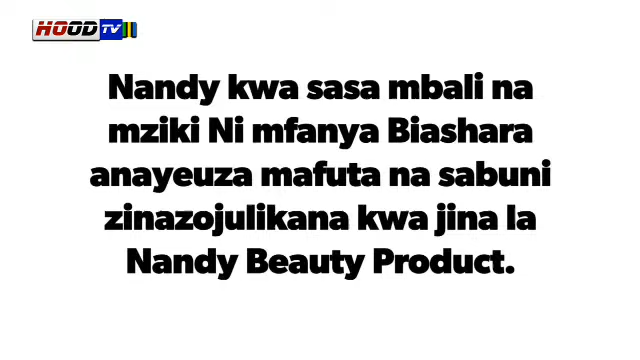 HOOD TV
Nandy kwa sasa mbali na
mziki Ni mfanya Biashara
anayeuza mafuta na sabuni
zinazojulikana kwa jina la
Nandy Beauty Product.